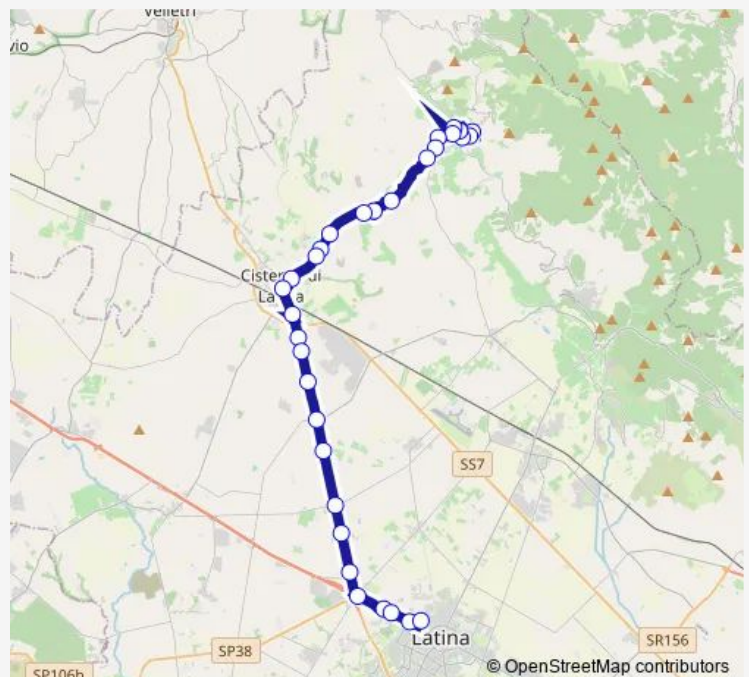 Velletri
SS7
Latina
SP38
SR156
SP106b
© OpenStreetMap contributors